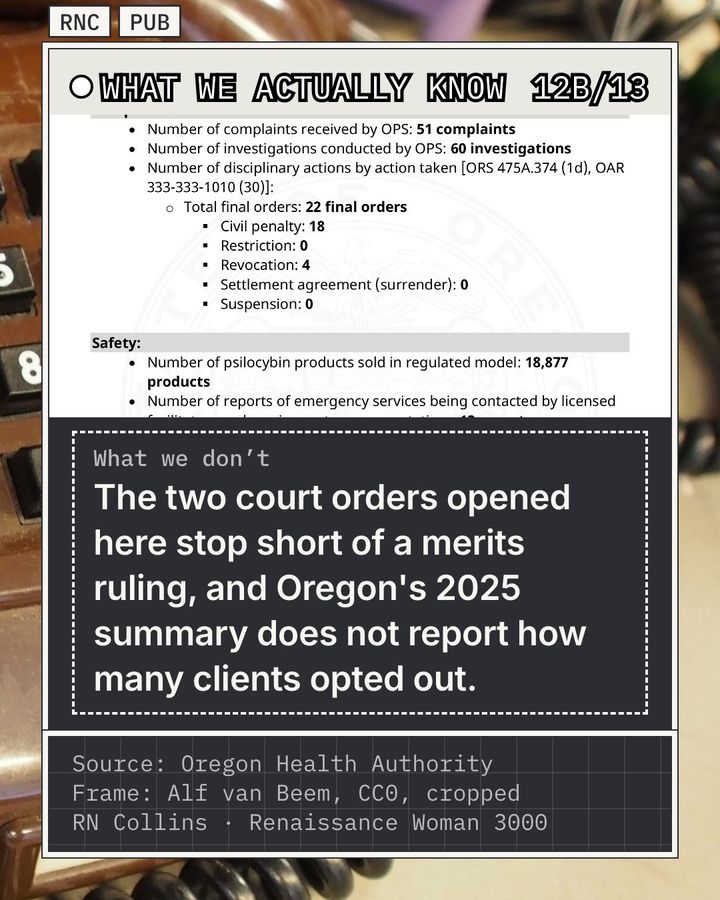 RNC PUB
WHAT WE ACTUALLY KNOW 12B/13
• Number of complaints received by OPS: 51 complaints
• Number of investigations conducted by OPS: 60 investigations
• Number of disciplinary actions by action taken [ORS 475A.374 (1d), OAR
333-333-1010 (30)]:
○ Total final orders: 22 final orders
▪ Civil penalty: 18
▪ Restriction: 0
▪ Revocation: 4
▪ Settlement agreement (surrender): 0
▪ Suspension: 0
Safety:
• Number of psilocybin products sold in regulated model: 18,877
products
• Number of reports of emergency services being contacted by licensed
What we don’t
The two court orders opened
here stop short of a merits
ruling, and Oregon's 2025
summary does not report how
many clients opted out.
Source: Oregon Health Authority
Frame: Alf van Beem, CC0, cropped
RN Collins · Renaissance Woman 3000